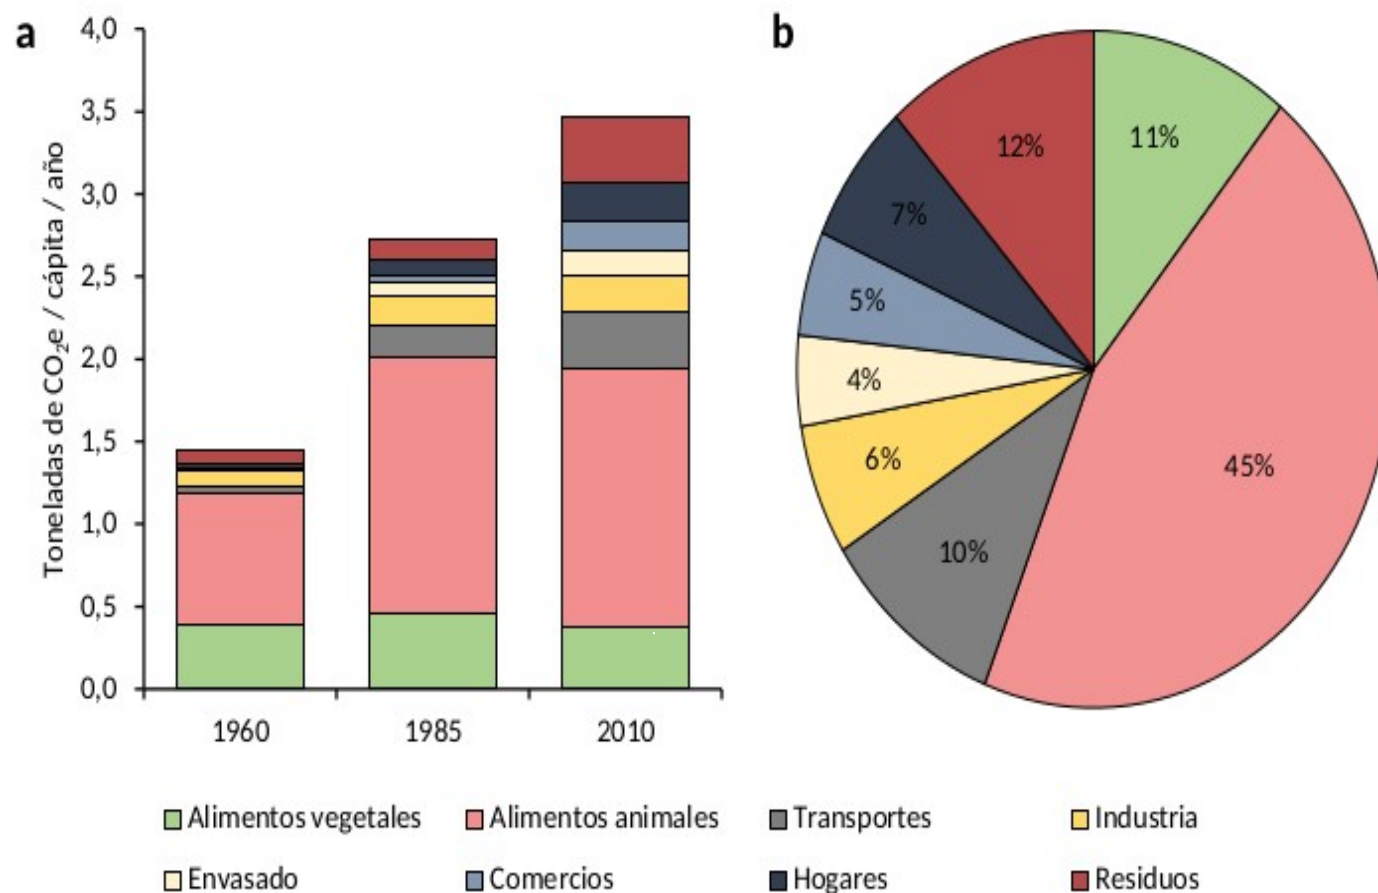 a
4,0
3,5
3,0
2,5
2,0
1,5
1,0
0,5
0,0
Toneladas de CO₂e / cápita / año
1960 1985 2010
b
11%
45%
10%
6%
4%
5%
7%
12%
Alimentos vegetales Alimentos animales Transportes Industria
Envasado Comercios Hogares Residuos